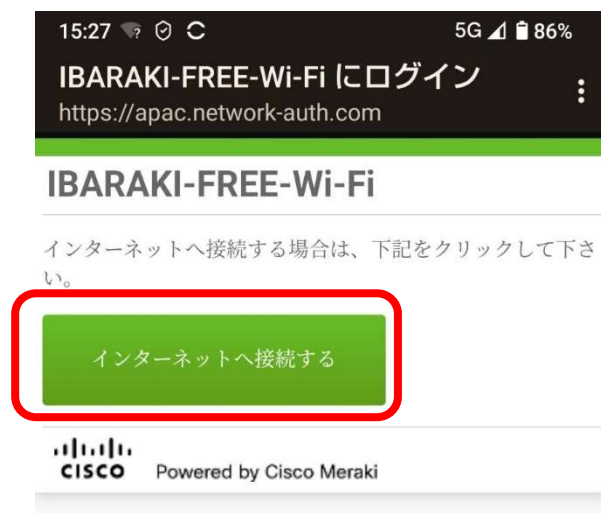 15:27 5G 86%
IBARAKI-FREE-Wi-Fi にログイン
https://apac.network-auth.com
IBARAKI-FREE-Wi-Fi
インターネットへ接続する場合は、下記をクリックして下さ
い。
インターネットへ接続する
CISCO Powered by Cisco Meraki